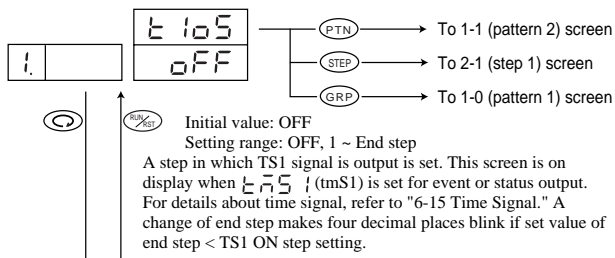 t1oS
PTN
To 1-1 (pattern 2) screen
1.
oFF
STEP
To 2-1 (step 1) screen
GRP
To 1-0 (pattern 1) screen
RUN/RST
Initial value: OFF
Setting range: OFF, 1 ~ End step
A step in which TS1 signal is output is set. This screen is on
display when tmS1 (tmS1) is set for event or status output.
For details about time signal, refer to "6-15 Time Signal." A
change of end step makes four decimal places blink if set value of
end step < TS1 ON step setting.